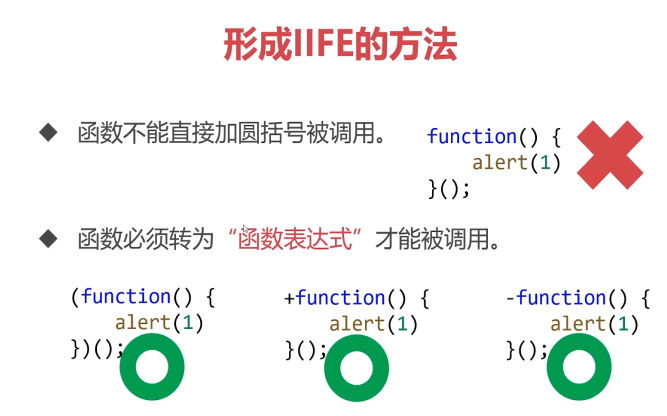 形成IIFE的方法
◆ 函数不能直接加圆括号被调用。
function() {
    alert(1)
}();
◆ 函数必须转为“函数表达式”才能被调用。
(function() {
    alert(1)
})();
+function() {
    alert(1)
}();
-function() {
    alert(1)
}();